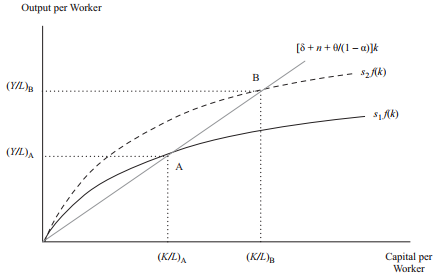 Output per Worker
[δ + n + θ/(1 – α)]k
s₂f(k)
B
(Y/L)B
s₁f(k)
(Y/L)A
A
(K/L)A
(K/L)B
Capital per
Worker